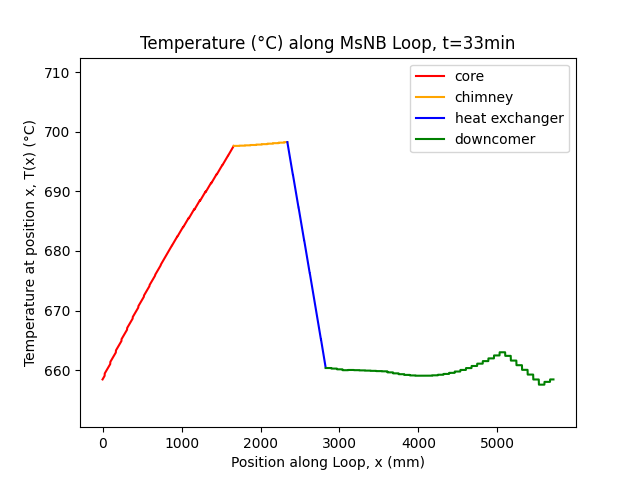 Temperature (°C) along MsNB Loop, t=33min
Temperature at position x, T(x) (°C)
710
700
690
680
670
660
core
chimney
heat exchanger
downcomer
0 1000 2000 3000 4000 5000
Position along Loop, x (mm)